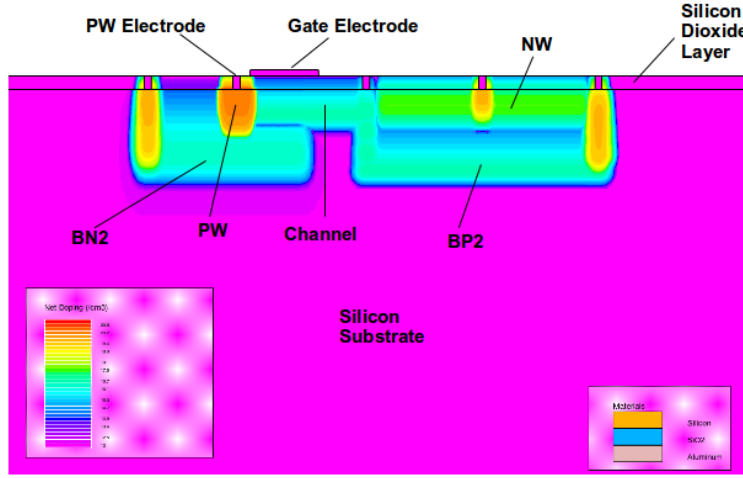 PW Electrode
Gate Electrode
Silicon
Dioxide
Layer
NW
BN2
PW
Channel
BP2
Silicon
Substrate
Net Doping (/cm3)
Materials
Silicon
SiO2
Aluminum